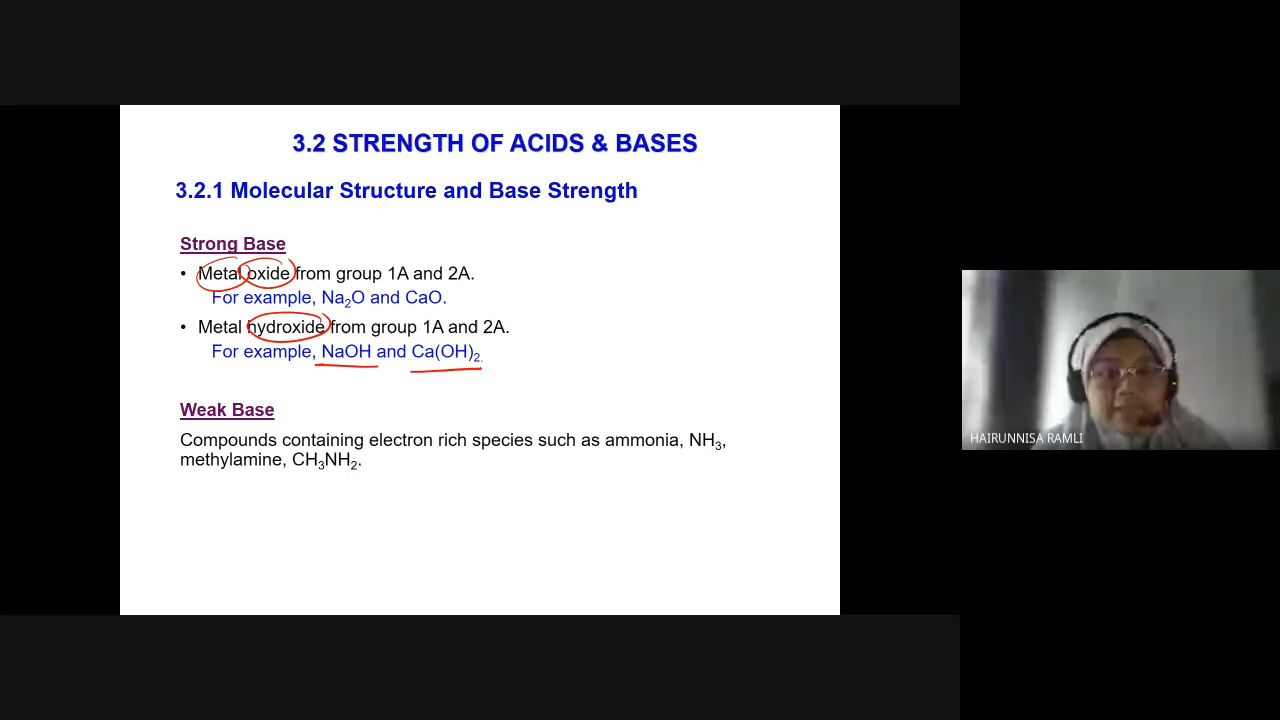 3.2 STRENGTH OF ACIDS & BASES
3.2.1 Molecular Structure and Base Strength
Strong Base
• Metal oxide from group 1A and 2A.
For example, Na₂O and CaO.
• Metal hydroxide from group 1A and 2A.
For example, NaOH and Ca(OH)₂.
Weak Base
Compounds containing electron rich species such as ammonia, NH₃,
methylamine, CH₃NH₂.
HAIRUNNISA RAMLI